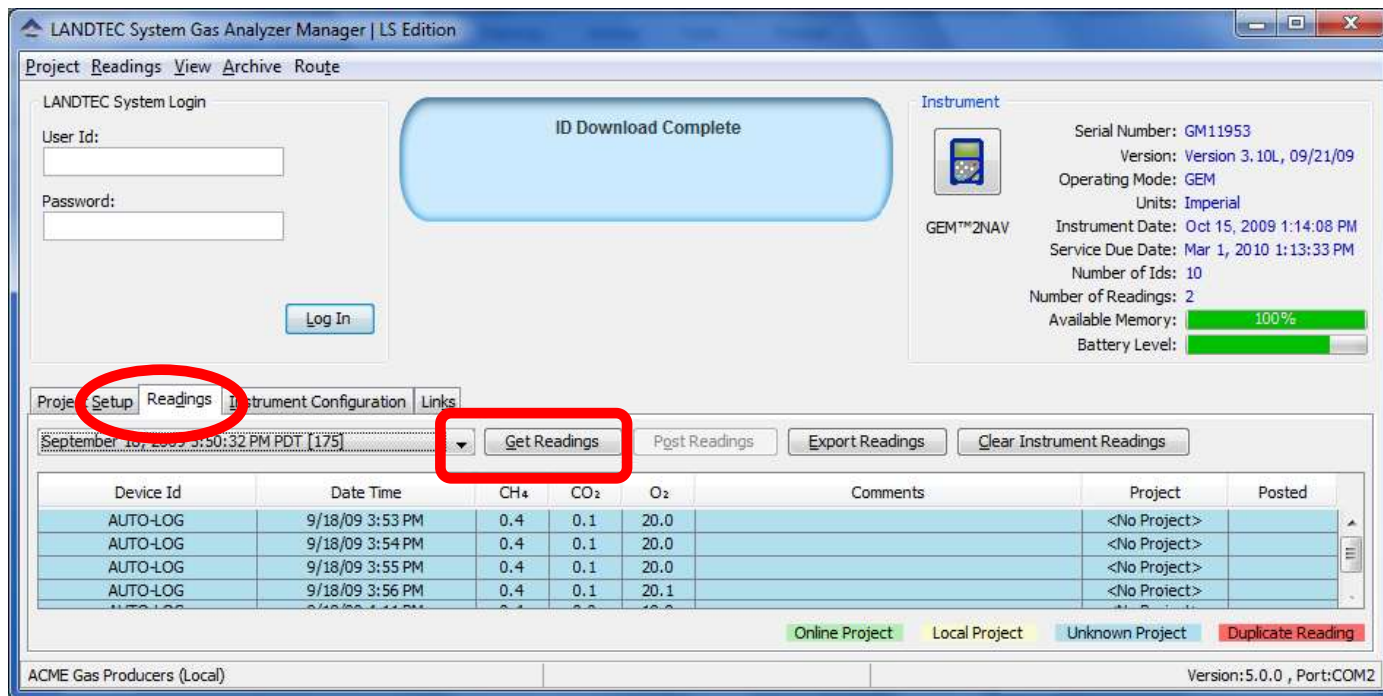 LANDTEC System Gas Analyzer Manager | LS Edition
Project Readings View Archive Route
LANDTEC System Login
User Id:
Password:
Log In
ID Download Complete
Instrument
GEM™2NAV
Serial Number: GM11953
Version: Version 3.10L, 09/21/09
Operating Mode: GEM
Units: Imperial
Instrument Date: Oct 15, 2009 1:14:08 PM
Service Due Date: Mar 1, 2010 1:13:33 PM
Number of Ids: 10
Number of Readings: 2
Available Memory: 100%
Battery Level:
Project Setup Readings Instrument Configuration Links
September 18, 2009 3:50:32 PM PDT [175] Get Readings Post Readings Export Readings Clear Instrument Readings
Device Id Date Time CH₄ CO₂ O₂ Comments Project Posted
AUTO-LOG 9/18/09 3:53 PM 0.4 0.1 20.0 <No Project>
AUTO-LOG 9/18/09 3:54 PM 0.4 0.1 20.0 <No Project>
AUTO-LOG 9/18/09 3:55 PM 0.4 0.1 20.0 <No Project>
AUTO-LOG 9/18/09 3:56 PM 0.4 0.1 20.1 <No Project>
Online Project Local Project Unknown Project Duplicate Reading
ACME Gas Producers (Local) Version:5.0.0 , Port:COM2